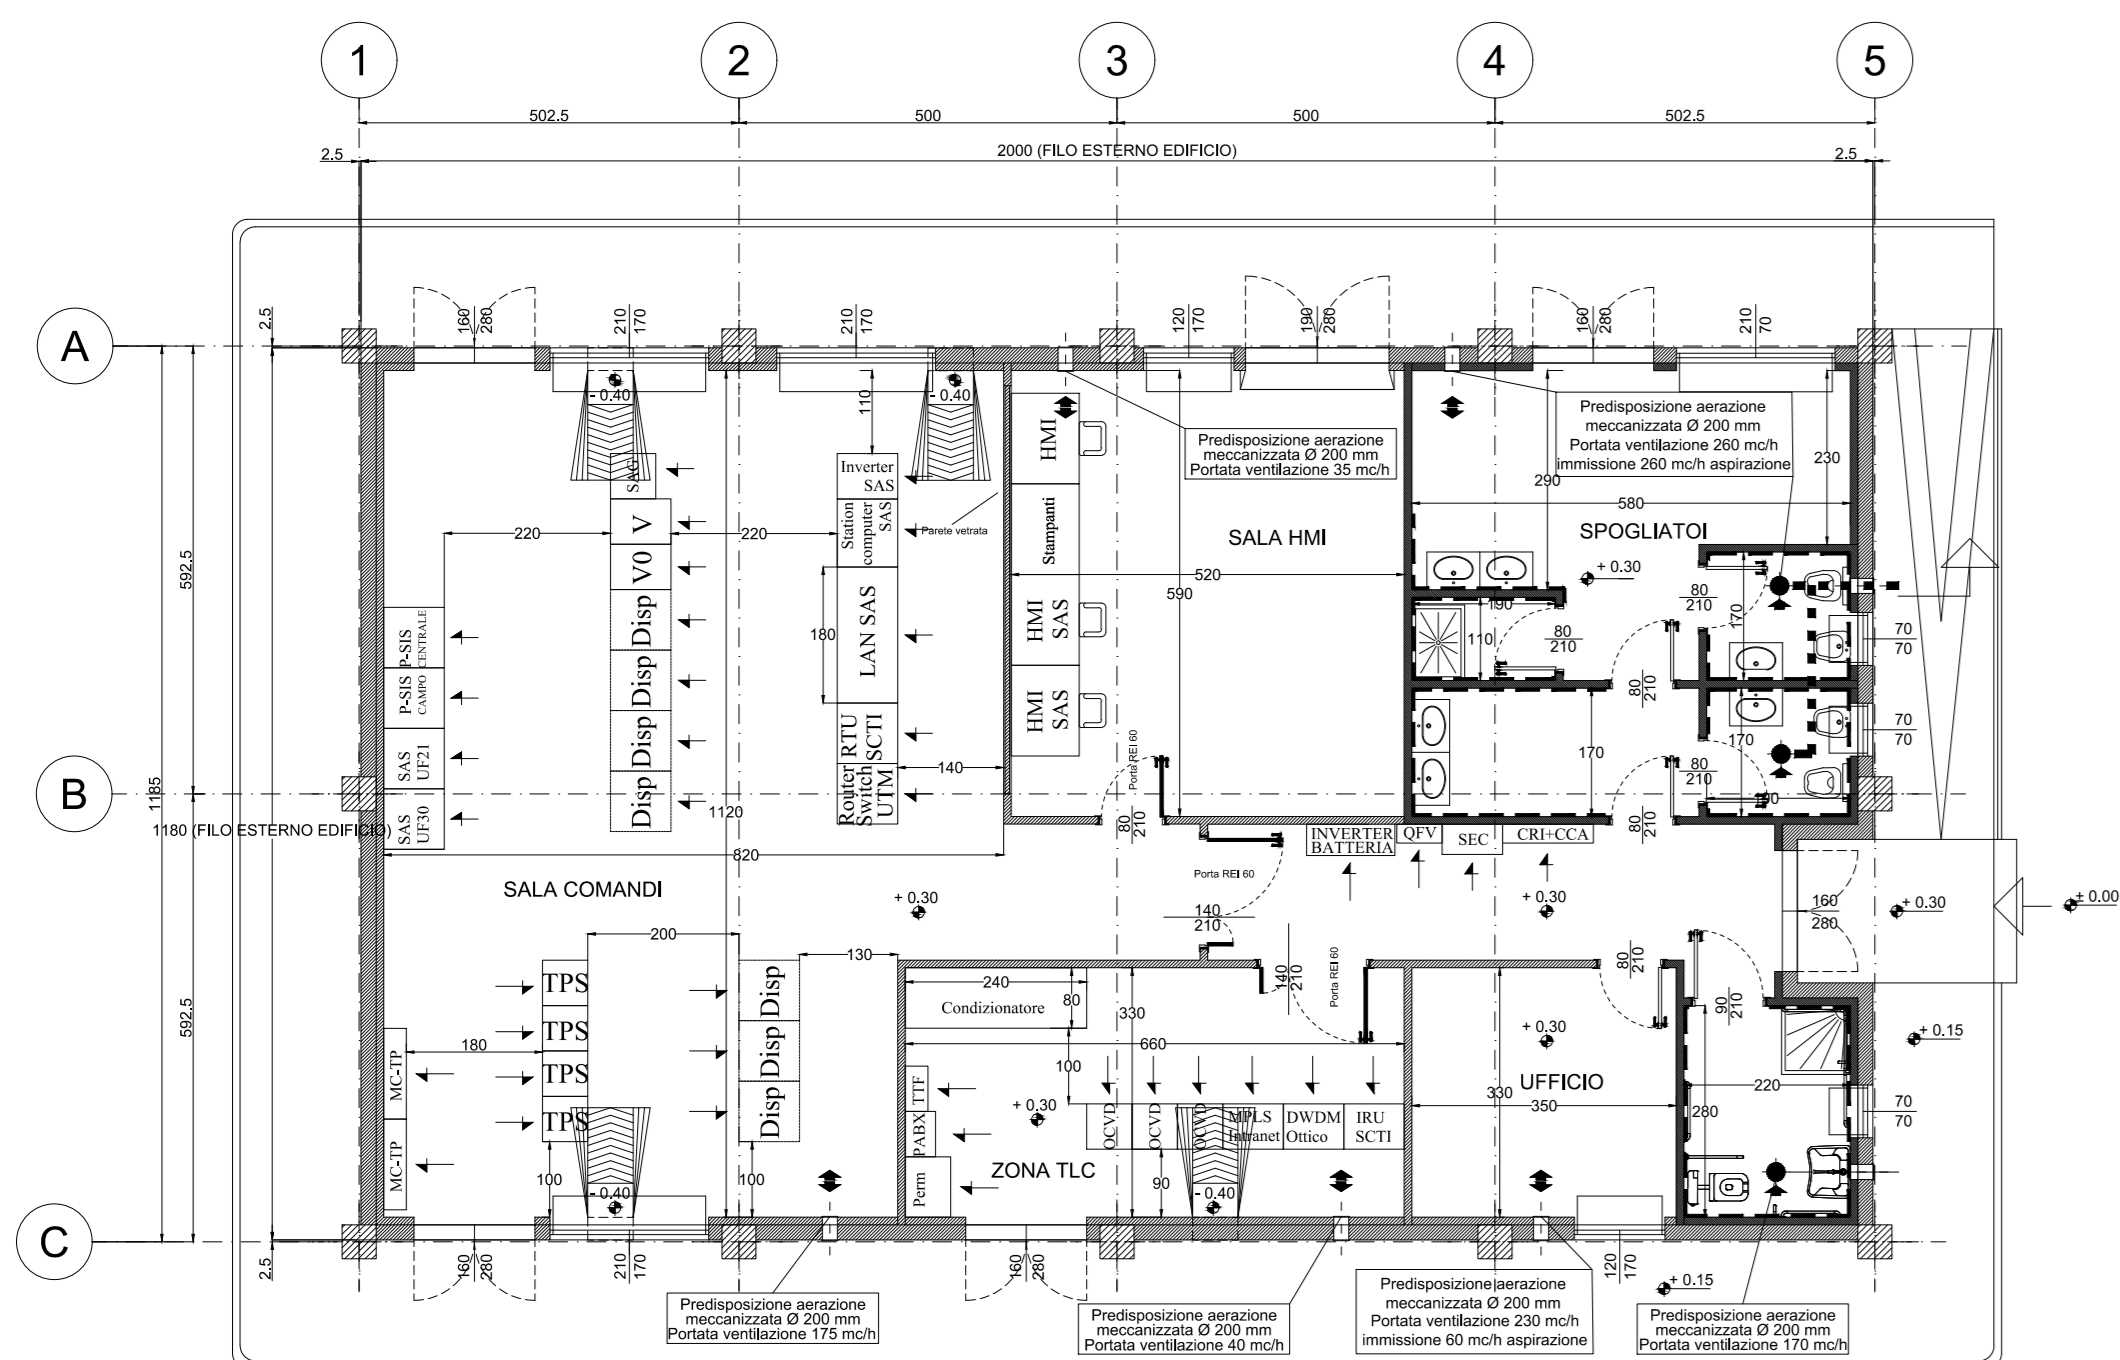 1
2
3
4
5
502.5
500
500
502.5
2.5
2000 (FILO ESTERNO EDIFICIO)
2.5
A
B
C
2.5
592.5
1185
1180 (FILO ESTERNO EDIFICIO)
592.5
2.5
160
280
210
170
210
170
120
170
190
280
160
280
210
70
- 0.40
- 0.40
110
SAG
V
V0
Disp
Disp
Disp
Disp
220
220
Inverter
SAS
Station
computer
SAS
LAN SAS
180
RTU
SCTI
Router
Switch
UTM
140
Parete vetrata
P-SIS
CENTRALE
P-SIS
CAMPO
SAS
UF21
SAS
UF30
1120
820
SALA COMANDI
+ 0.30
HMI
Stampanti
HMI
SAS
HMI
SAS
Predisposizione aerazione
meccanizzata Ø 200 mm
Portata ventilazione 35 mc/h
SALA HMI
520
590
Porta REI 60
80
210
Predisposizione aerazione
meccanizzata Ø 200 mm
Portata ventilazione 260 mc/h
immissione 260 mc/h aspirazione
290
230
580
SPOGLIATOI
+ 0.30
190
110
80
210
80
210
170
80
210
170
80
210
170
190
80
210
70
70
70
70
INVERTER
BATTERIA
QFV
SEC
CRI+CCA
Porta REI 60
140
210
+ 0.30
160
280
+ 0.30
± 0.00
200
130
TPS
TPS
TPS
TPS
180
MC-TP
MC-TP
Disp
Disp
Disp
100
100
- 0.40
240
Condizionatore
80
330
660
100
140
210
Porta REI 60
TTF
PABX
Perm
+ 0.30
OCVD
OCVD
OCVD
MPLS
Intranet
DWDM
Ottico
IRU
SCTI
ZONA TLC
90
- 0.40
80
210
+ 0.30
UFFICIO
330
350
90
210
220
280
70
70
+ 0.15
+ 0.15
160
280
210
170
160
280
120
170
Predisposizione aerazione
meccanizzata Ø 200 mm
Portata ventilazione 175 mc/h
Predisposizione aerazione
meccanizzata Ø 200 mm
Portata ventilazione 40 mc/h
Predisposizione aerazione
meccanizzata Ø 200 mm
Portata ventilazione 230 mc/h
immissione 60 mc/h aspirazione
Predisposizione aerazione
meccanizzata Ø 200 mm
Portata ventilazione 170 mc/h